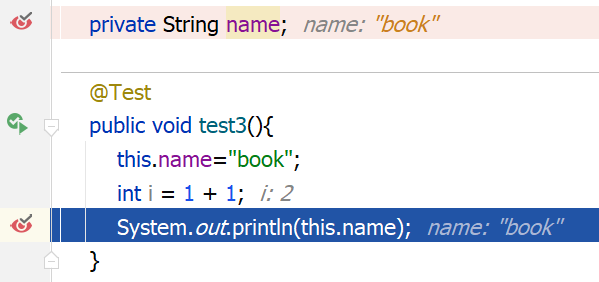 private String name; name: "book"
@Test
public void test3(){
this.name="book";
int i = 1 + 1; i: 2
System.out.println(this.name); name: "book"
}